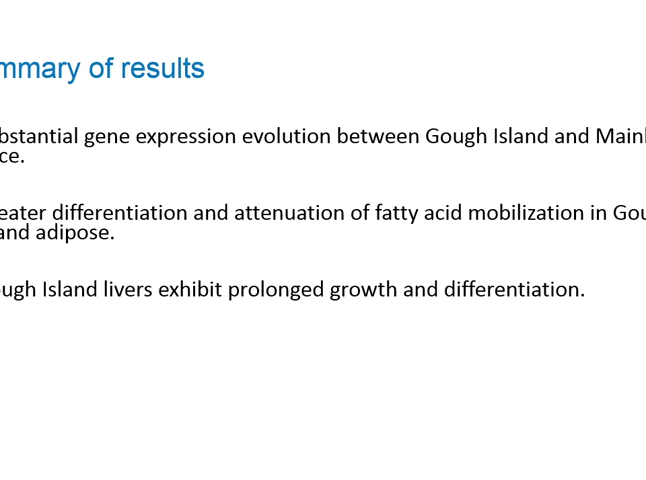 mmary of results
bstantial gene expression evolution between Gough Island and Mainl
ce.
eater differentiation and attenuation of fatty acid mobilization in Gou
and adipose.
ugh Island livers exhibit prolonged growth and differentiation.